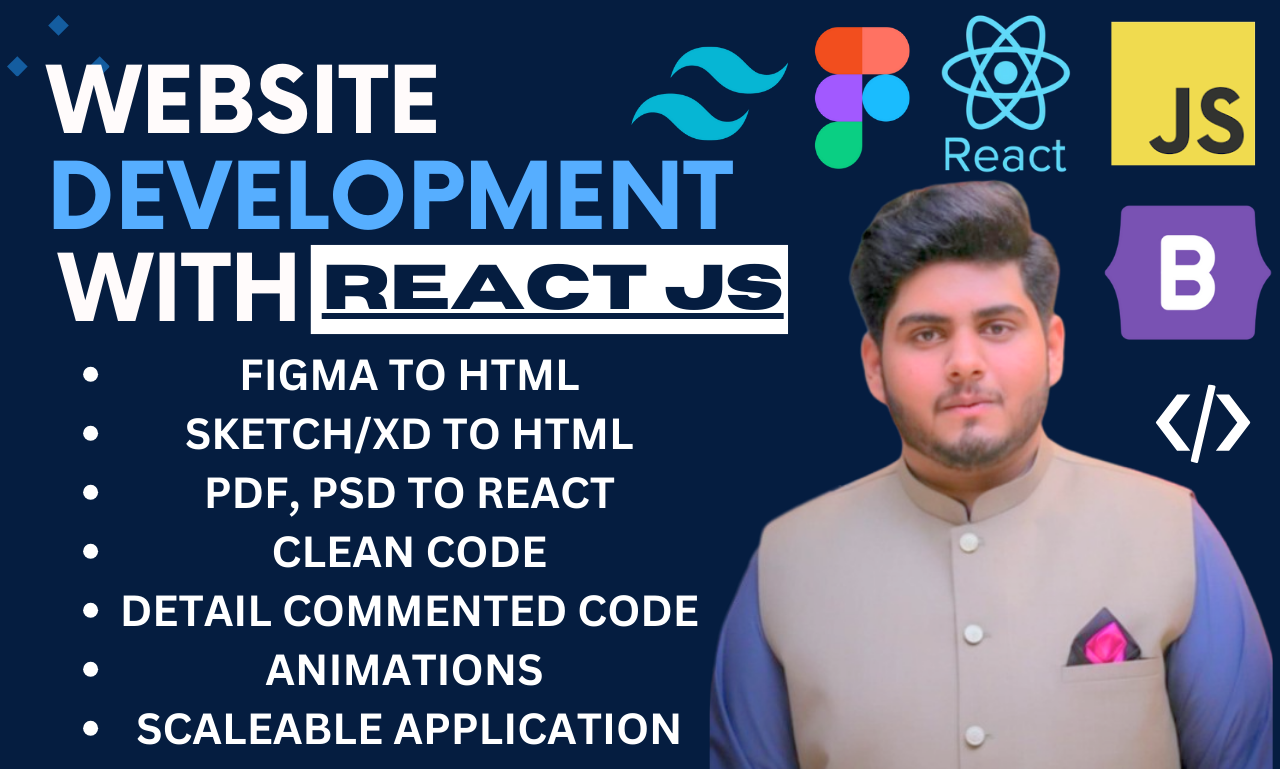 WEBSITE
DEVELOPMENT
WITH REACT JS
FIGMA TO HTML
SKETCH/XD TO HTML
PDF, PSD TO REACT
CLEAN CODE
DETAIL COMMENTED CODE
ANIMATIONS
SCALEABLE APPLICATION
React
JS
B
</>